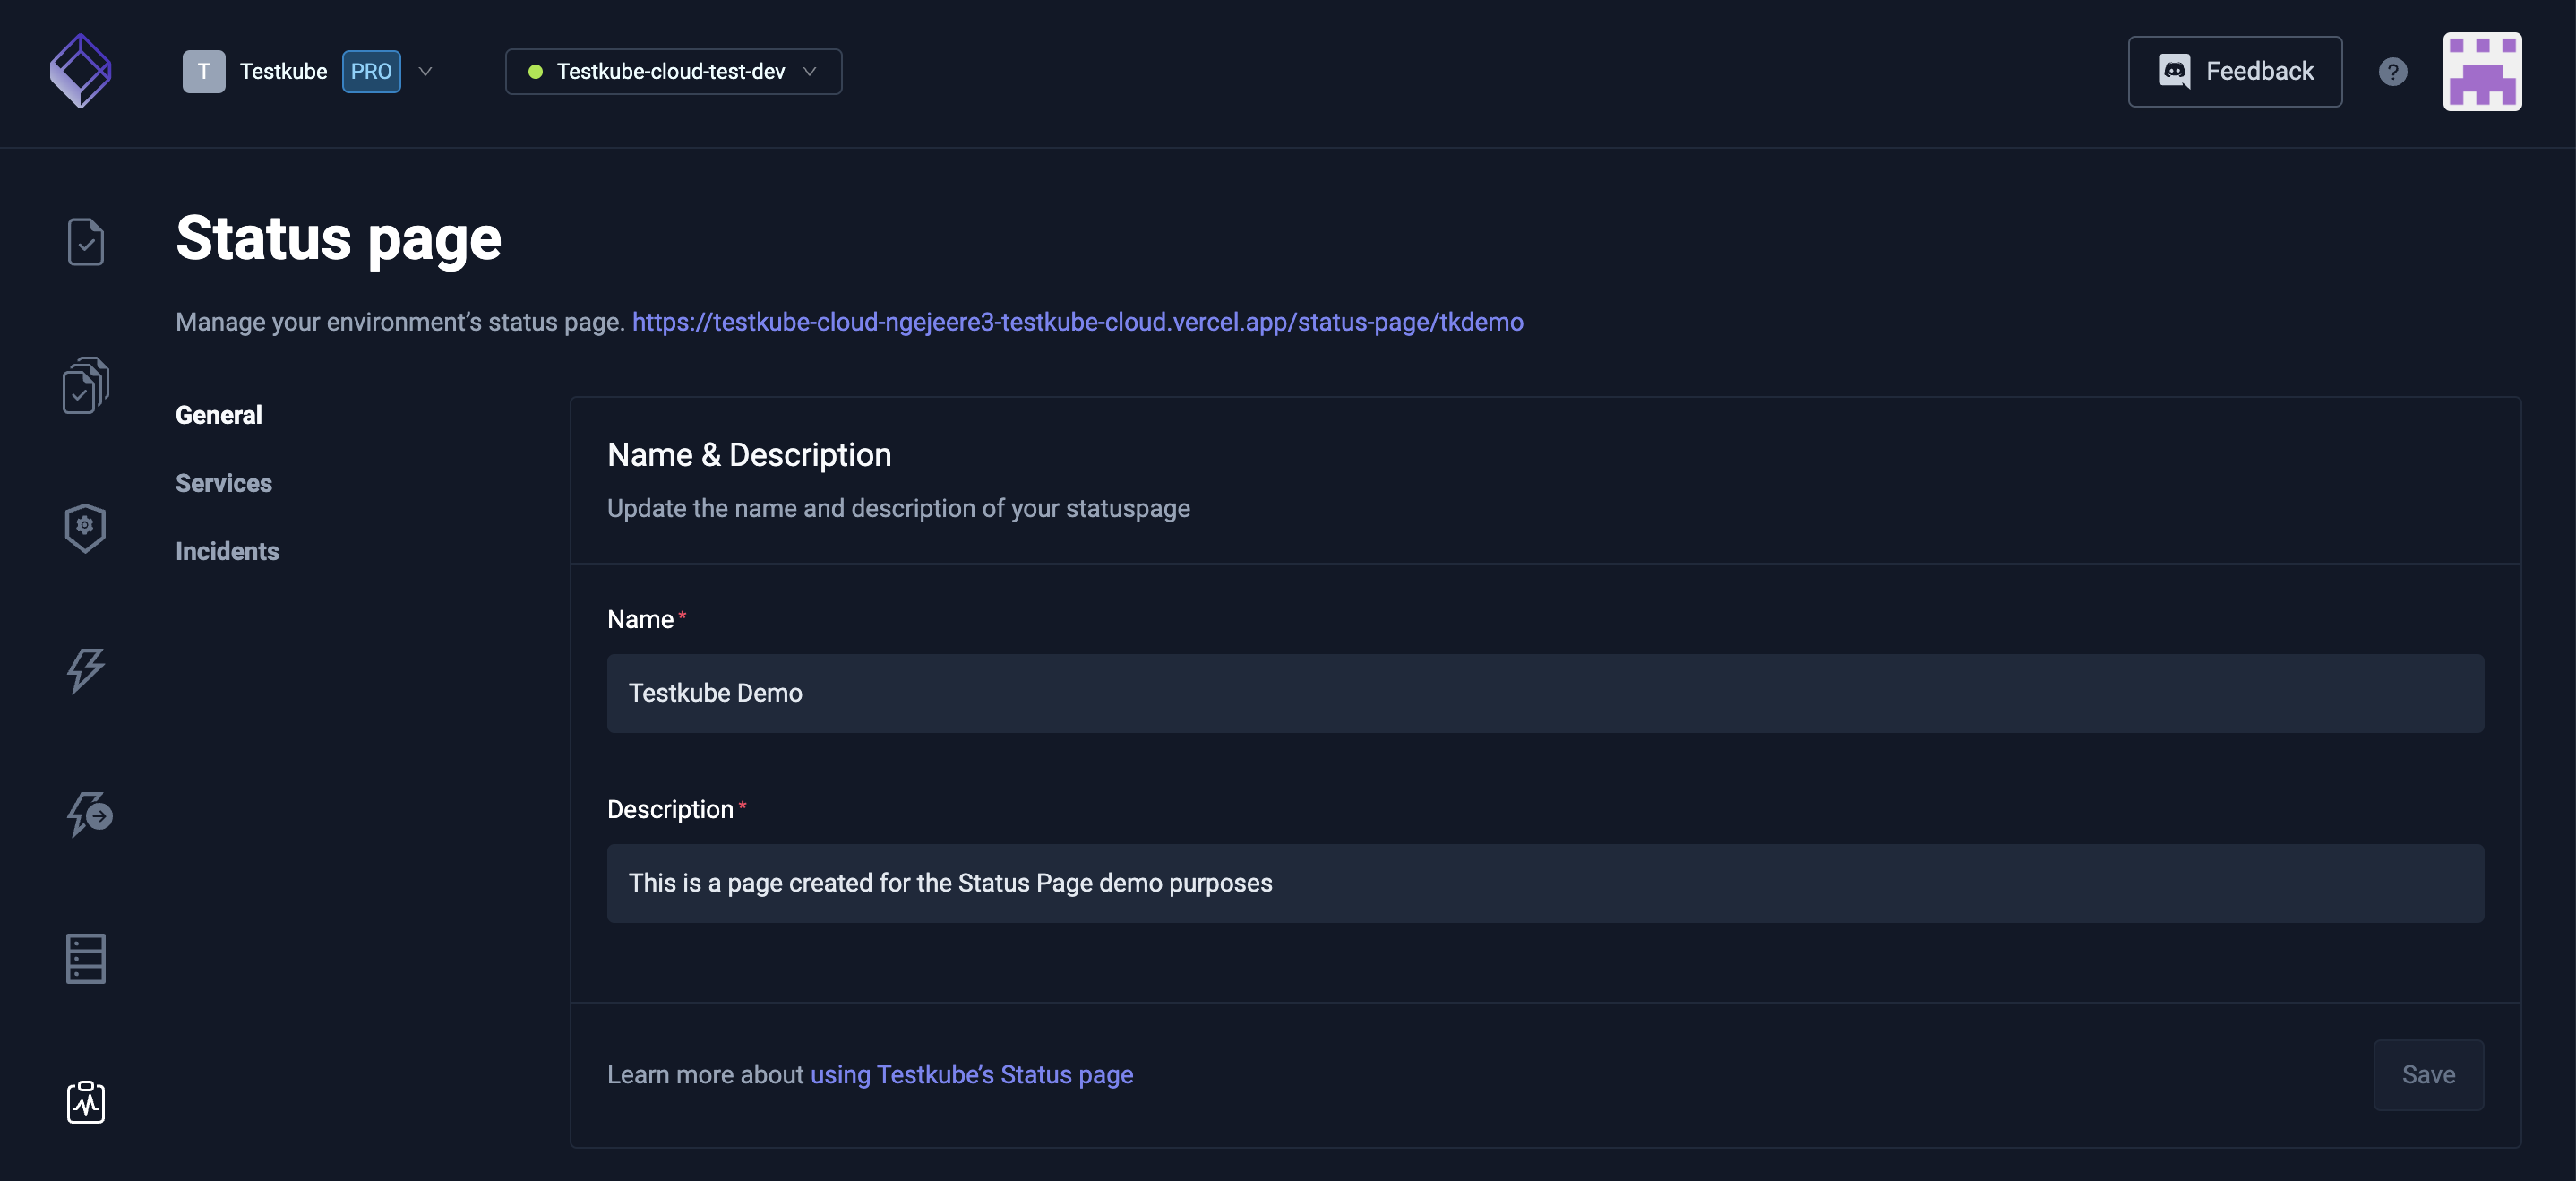 T Testkube PRO
Testkube-cloud-test-dev
Feedback
?
Status page
Manage your environment’s status page. https://testkube-cloud-ngejeere3-testkube-cloud.vercel.app/status-page/tkdemo
General
Services
Incidents
Name & Description
Update the name and description of your statuspage
Name*
Testkube Demo
Description*
This is a page created for the Status Page demo purposes
Learn more about using Testkube’s Status page
Save